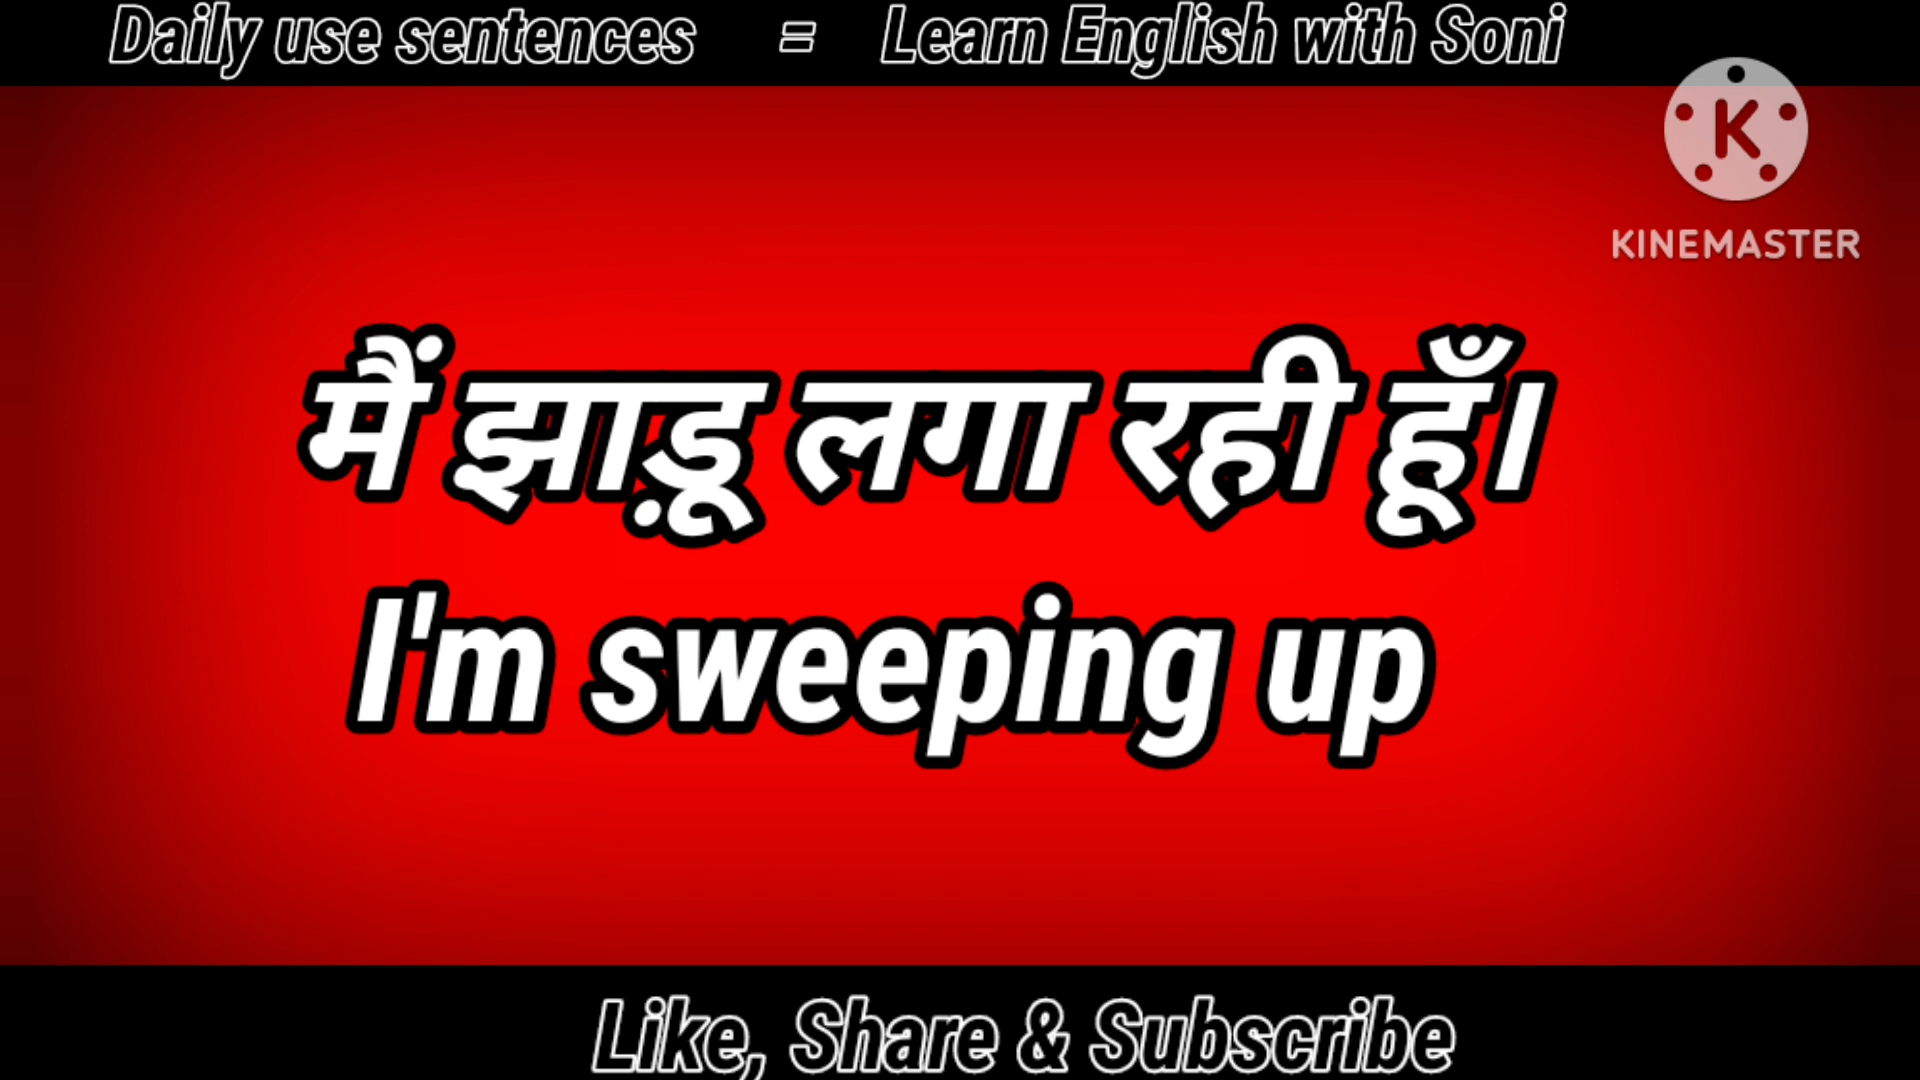 Daily use sentences = Learn English with Soni
K
KINEMASTER
मैं झाड़ू लगा रही हूँ।
I'm sweeping up
Like, Share & Subscribe